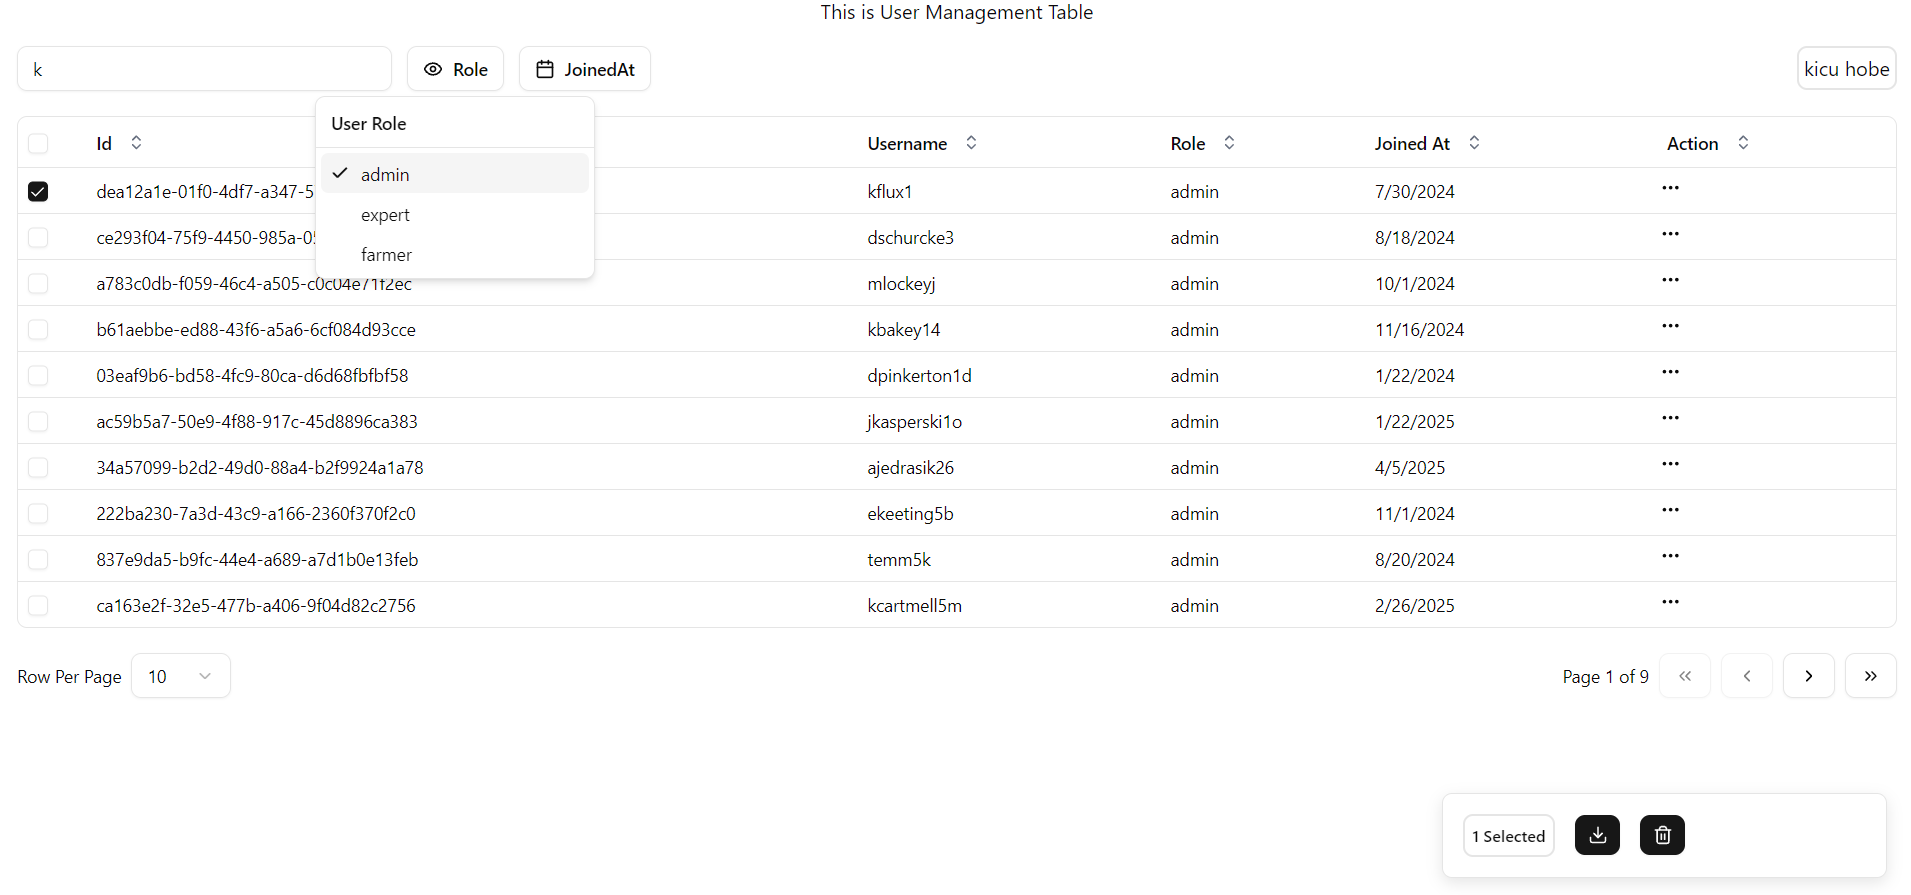 This is User Management Table
k Role JoinedAt kicu hobe
User Role
admin
expert
farmer
Id Username Role Joined At Action
dea12a1e-01f0-4df7-a347-5 kflux1 admin 7/30/2024
ce293f04-75f9-4450-985a-0 dschurcke3 admin 8/18/2024
a783c0db-f059-46c4-a505-c0c04e71f2ec mlockeyj admin 10/1/2024
b61aebbe-ed88-43f6-a5a6-6cf084d93cce kbakey14 admin 11/16/2024
03eaf9b6-bd58-4fc9-80ca-d6d68fbfbf58 dpinkerton1d admin 1/22/2024
ac59b5a7-50e9-4f88-917c-45d8896ca383 jkasperski1o admin 1/22/2025
34a57099-b2d2-49d0-88a4-b2f9924a1a78 ajedrasik26 admin 4/5/2025
222ba230-7a3d-43c9-a166-2360f370f2c0 ekeeting5b admin 11/1/2024
837e9da5-b9fc-44e4-a689-a7d1b0e13feb temm5k admin 8/20/2024
ca163e2f-32e5-477b-a406-9f04d82c2756 kcartmell5m admin 2/26/2025
Row Per Page 10 Page 1 of 9
1 Selected